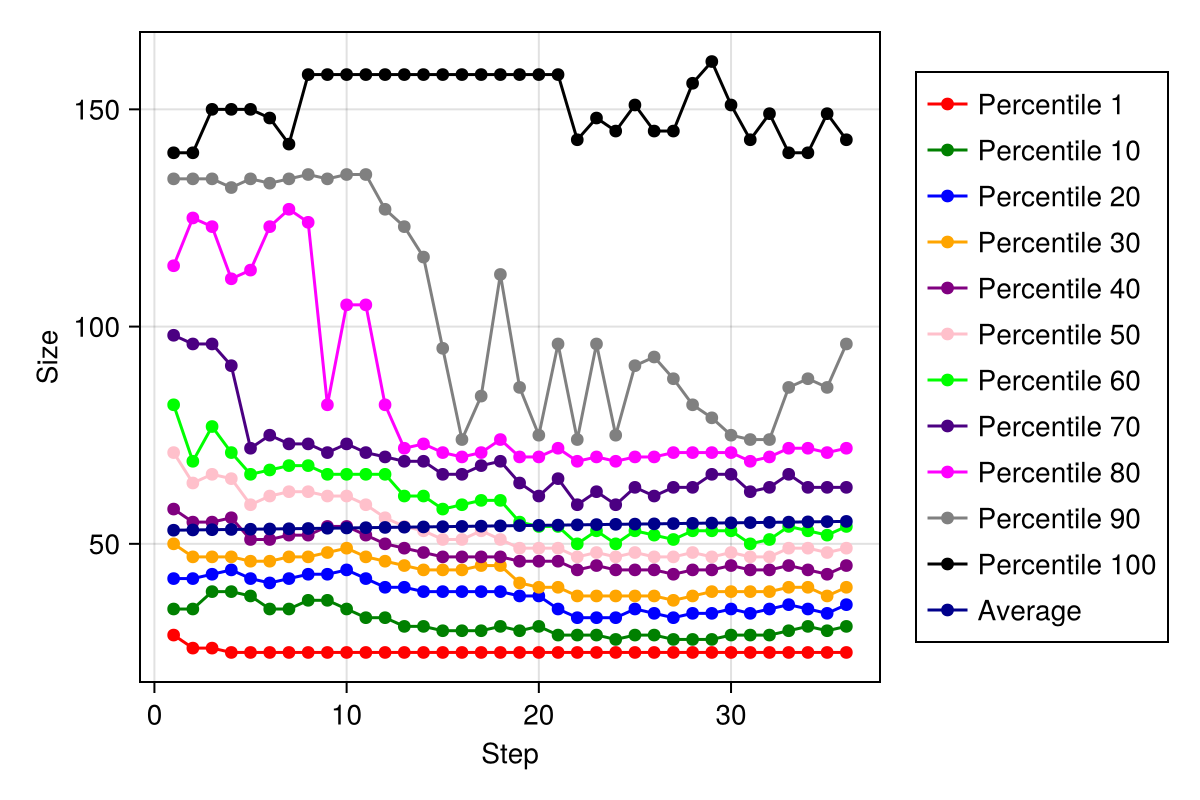 150
100
50
0
10
20
30
Size
Step
Percentile 1
Percentile 10
Percentile 20
Percentile 30
Percentile 40
Percentile 50
Percentile 60
Percentile 70
Percentile 80
Percentile 90
Percentile 100
Average